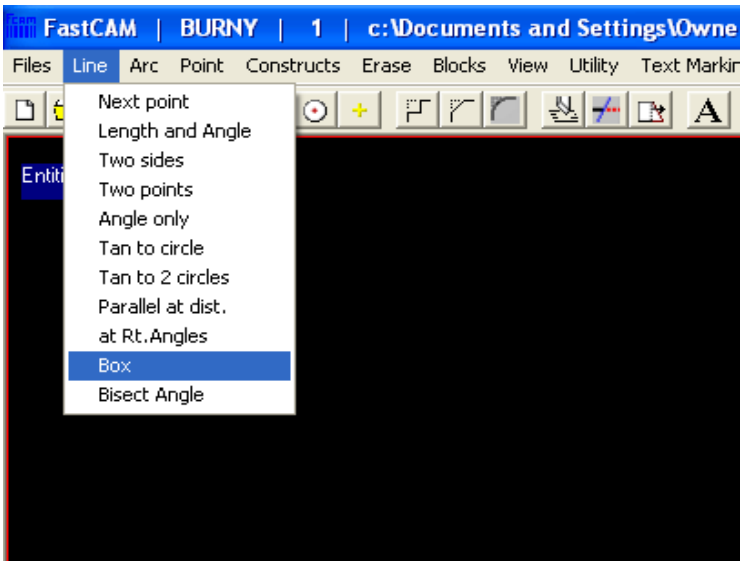 FastCAM | BURNY | 1 | c:\Documents and Settings\Owne
Files Line Arc Point Constructs Erase Blocks View Utility Text Markin
A
Next point
Length and Angle
Entiti
Two sides
Two points
Angle only
Tan to circle
Tan to 2 circles
Parallel at dist.
at Rt.Angles
Box
Bisect Angle